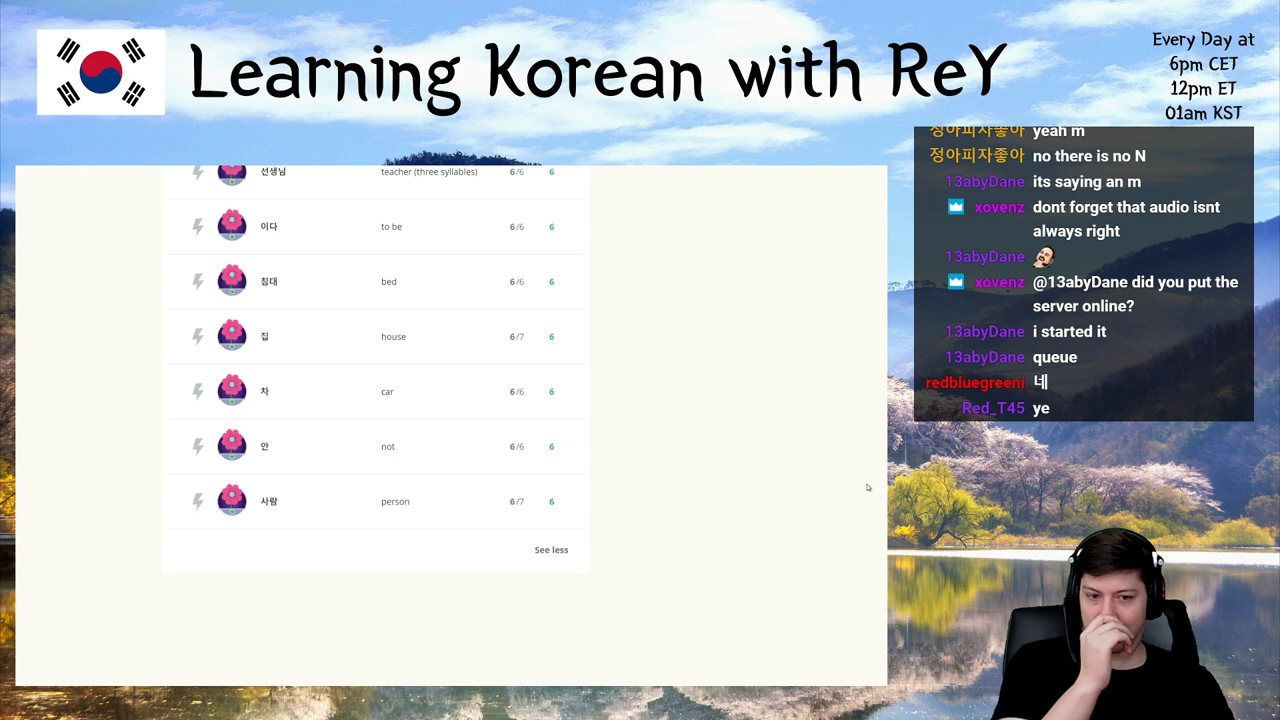 Learning Korean with ReY
Every Day at
6pm CET
12pm ET
01am KST
선생님 teacher (three syllables) 6/6 6
이다 to be 6/6 6
침대 bed 6/6 6
집 house 6/7 6
차 car 6/6 6
안 not 6/6 6
사람 person 6/7 6
See less
정아피자좋아 yeah m
정아피자좋아 no there is no N
13abyDane its saying an m
xovenz dont forget that audio isnt
always right
13abyDane
xovenz @13abyDane did you put the
server online?
13abyDane i started it
13abyDane queue
redbluegreeni 네
Red_T45 ye